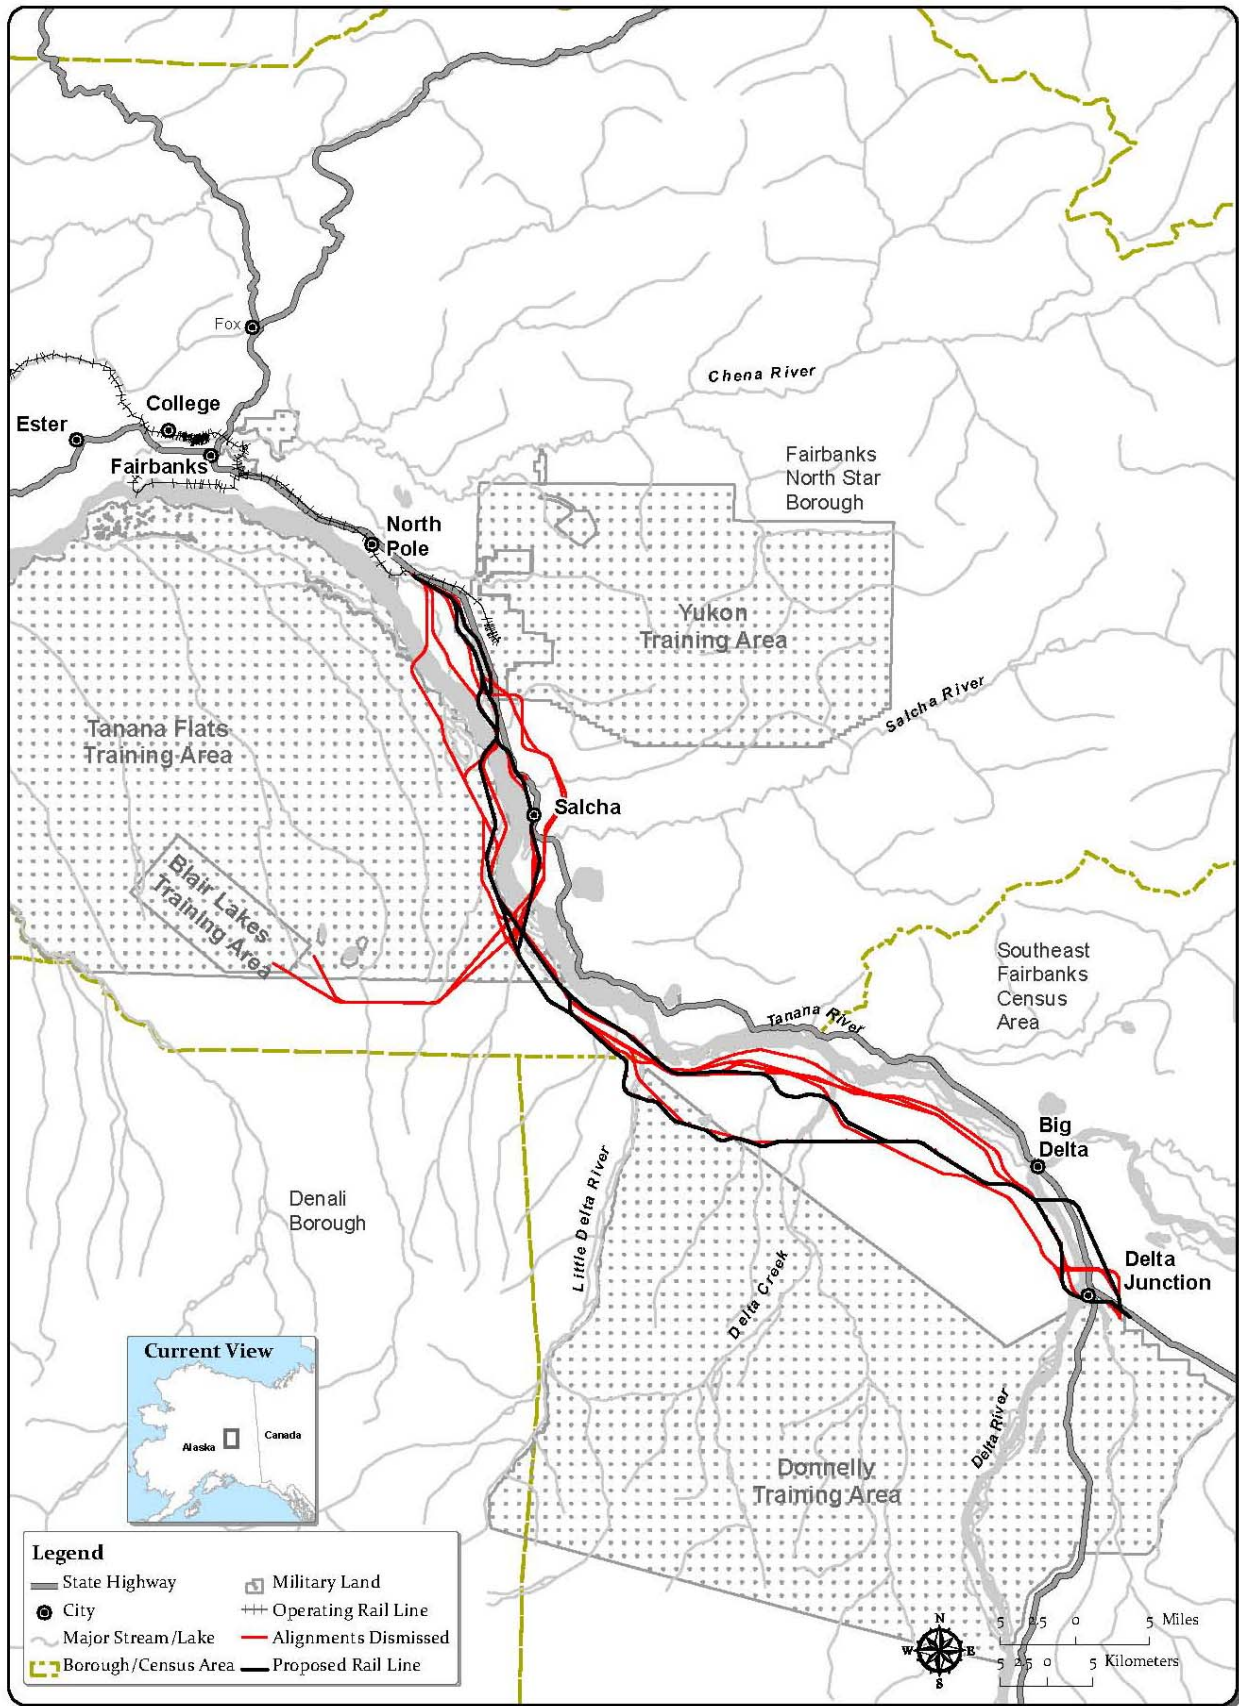 Fox
Chena River
College
Ester
Fairbanks
Fairbanks
North Star
Borough
North
Pole
Yukon
Training Area
Salcha River
Tanana Flats
Training Area
Salcha
Blair Lakes
Training Area
Southeast
Fairbanks
Census
Area
Tanana River
Big
Delta
Denali
Borough
Little Delta River
Delta Creek
Delta
Junction
Current View
Alaska
Canada
Delta River
Donnelly
Training Area
Legend
State Highway
City
Major Stream/Lake
Borough/Census Area
Military Land
Operating Rail Line
Alignments Dismissed
Proposed Rail Line
N
W E
S
5 2.5 0 5 Miles
5 2.5 0 5 Kilometers